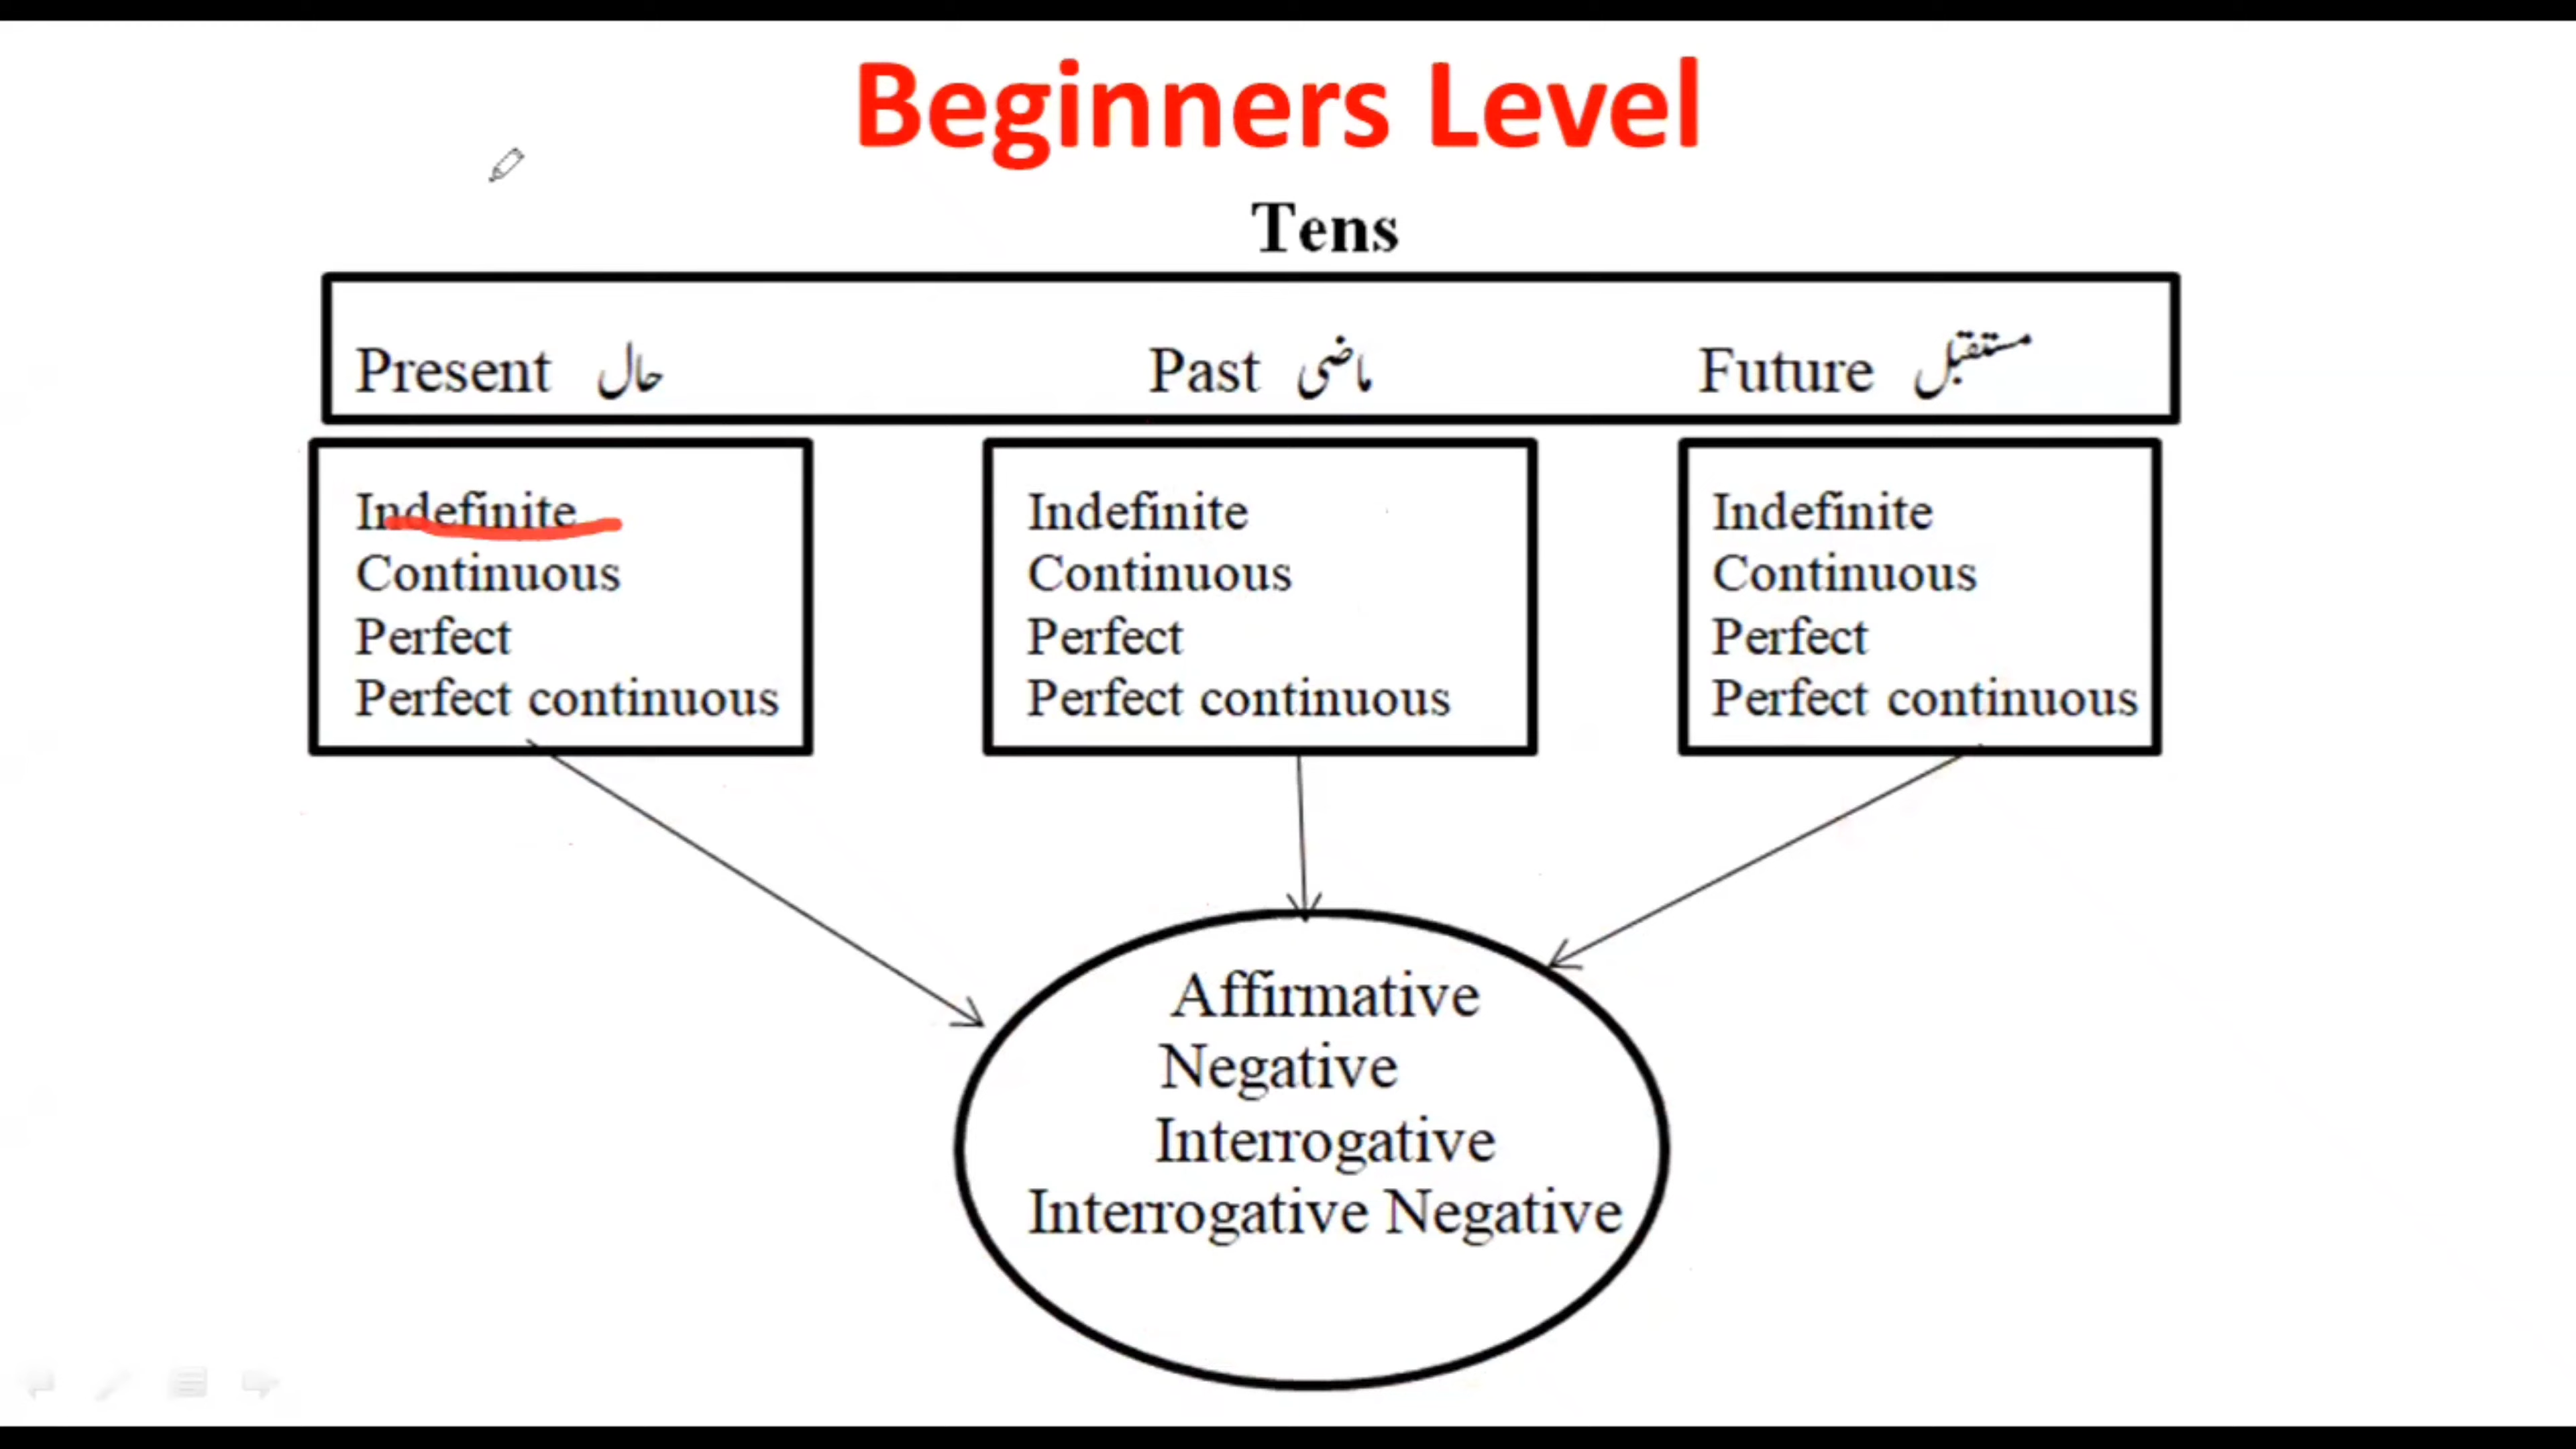 Beginners Level
Tens
Present حال Past ماضی Future مستقبل
Indefinite
Continuous
Perfect
Perfect continuous
Indefinite
Continuous
Perfect
Perfect continuous
Indefinite
Continuous
Perfect
Perfect continuous
Affirmative
Negative
Interrogative
Interrogative Negative